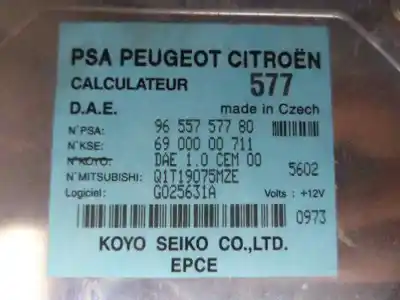 PSA PEUGEOT CITROËN
CALCULATEUR 577
D.A.E. made in Czech
N°PSA: 96 557 577 80
N°KSE: 69 000 00 711
N°KOYO: DAE 1.0 CEM 00 5602
N°MITSUBISHI: Q1T19075MZE
Logiciel: G025631A Volts : +12V
0973
KOYO SEIKO CO.,LTD.
EPCE